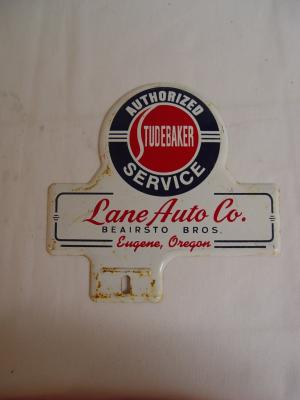 AUTHORIZED
STUDEBAKER
SERVICE
Lane Auto Co.
BEAIRSTO BROS.
Eugene, Oregon